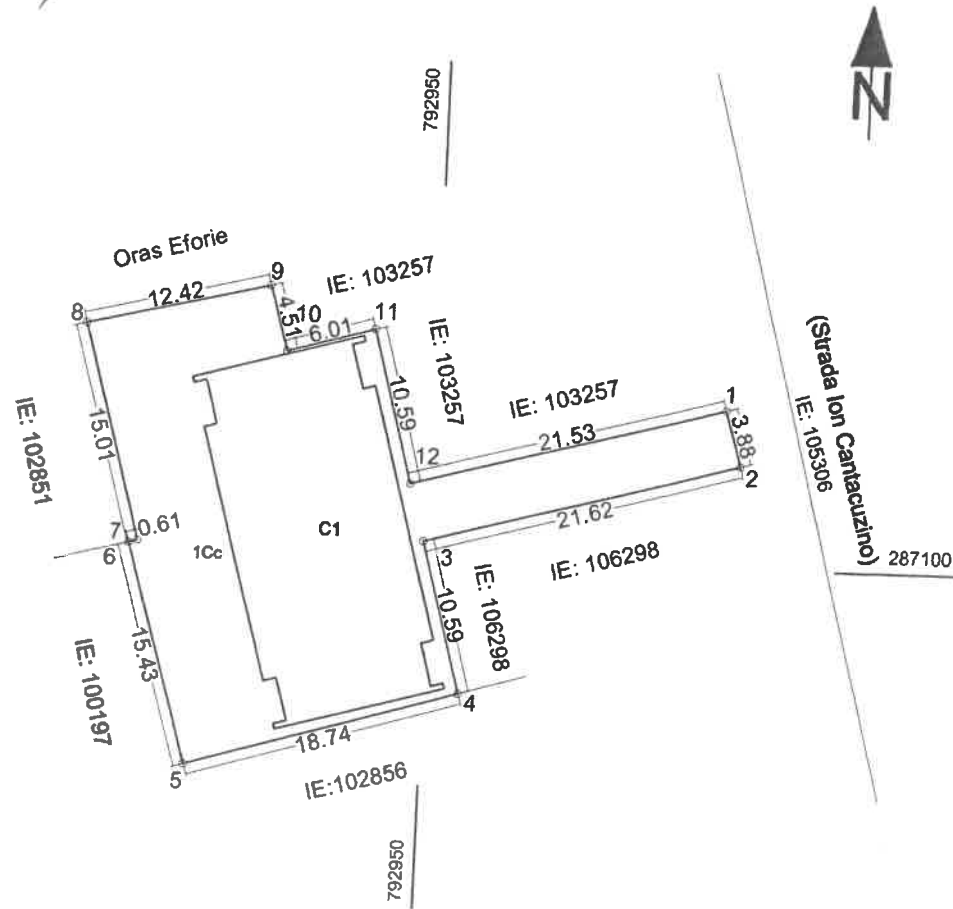 N
792950
Oras Eforie
8
12.42
9
IE: 103257
4.51
10
6.01
11
IE: 103257
10.59
IE: 103257
1
21.53
12
3.88
2
(Strada Ion Cantacuzino)
IE: 105306
287100
IE: 102851
15.01
7
0.61
6
1Cc
C1
21.62
3
IE: 106298
IE: 106298
10.59
4
IE: 100197
15.43
18.74
5
IE:102856
792950